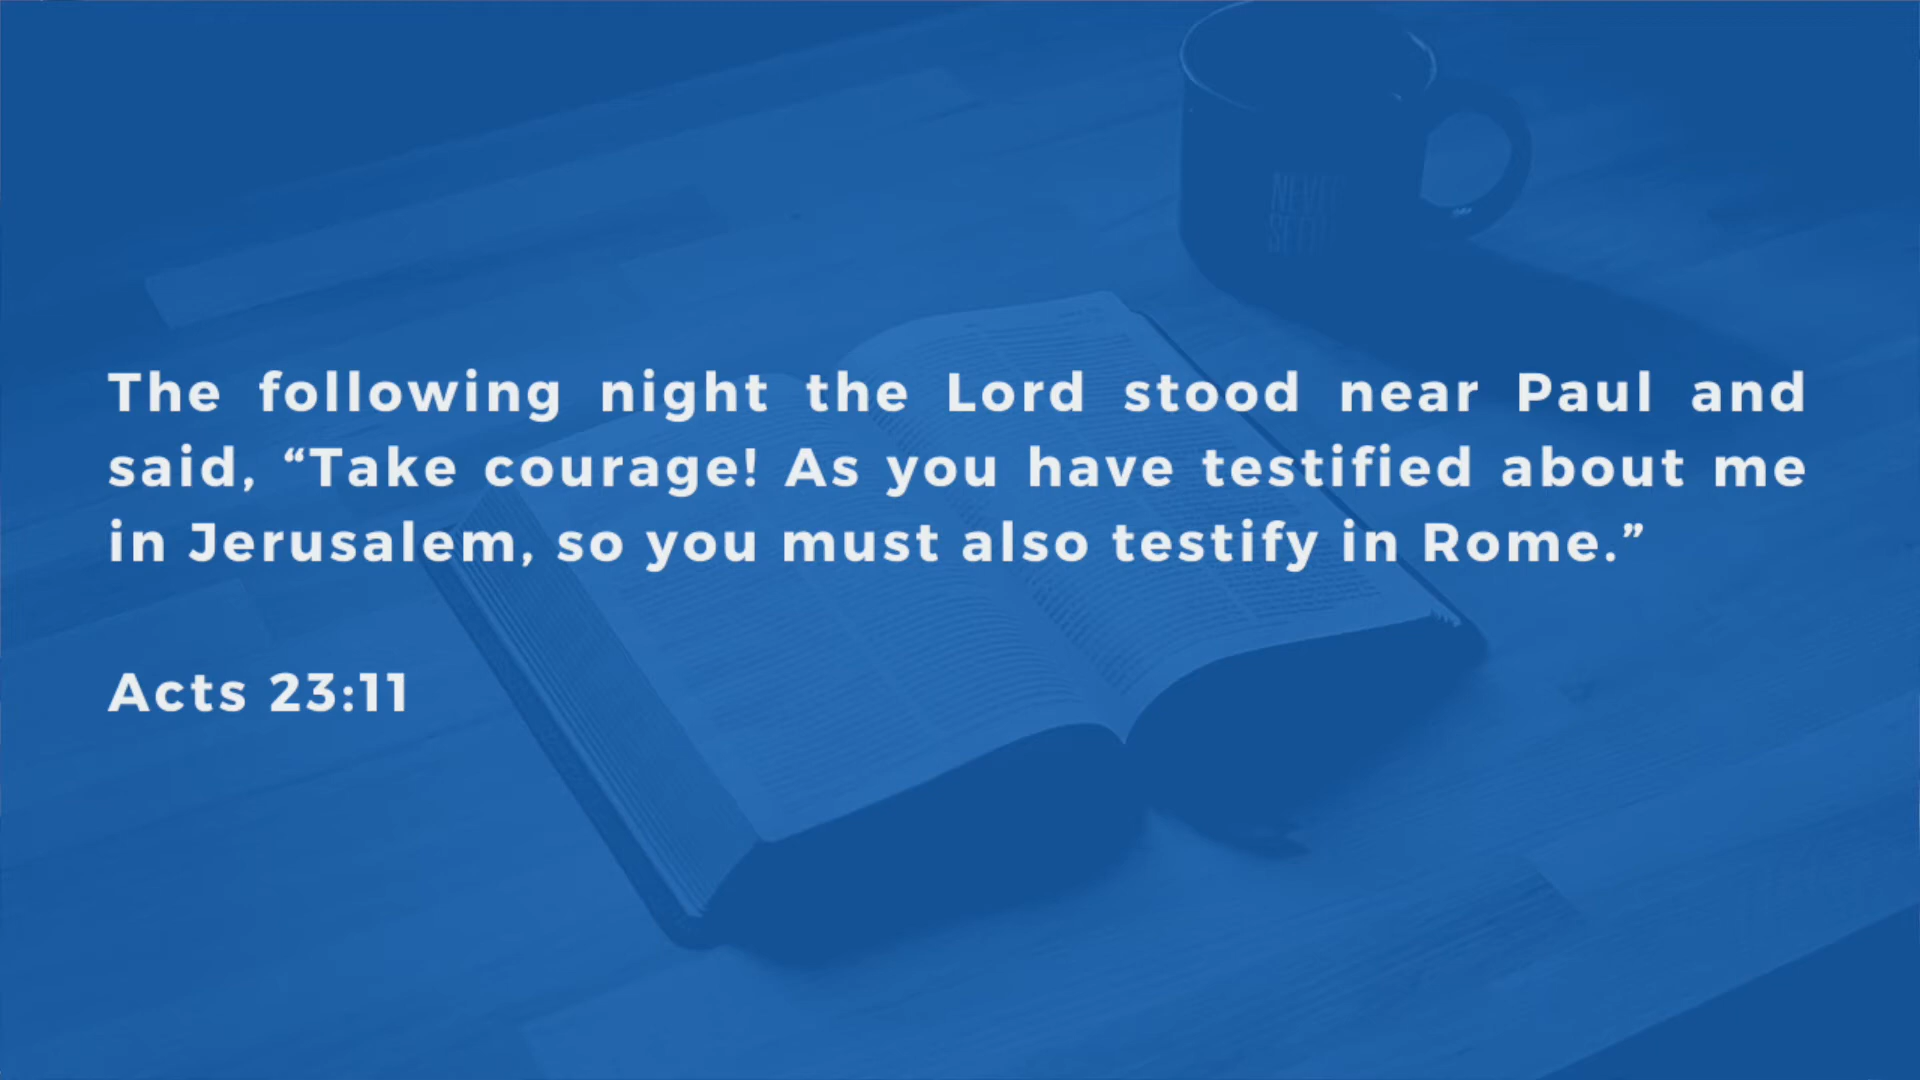 The following night the Lord stood near Paul and
said, “Take courage! As you have testified about me
in Jerusalem, so you must also testify in Rome.”
Acts 23:11